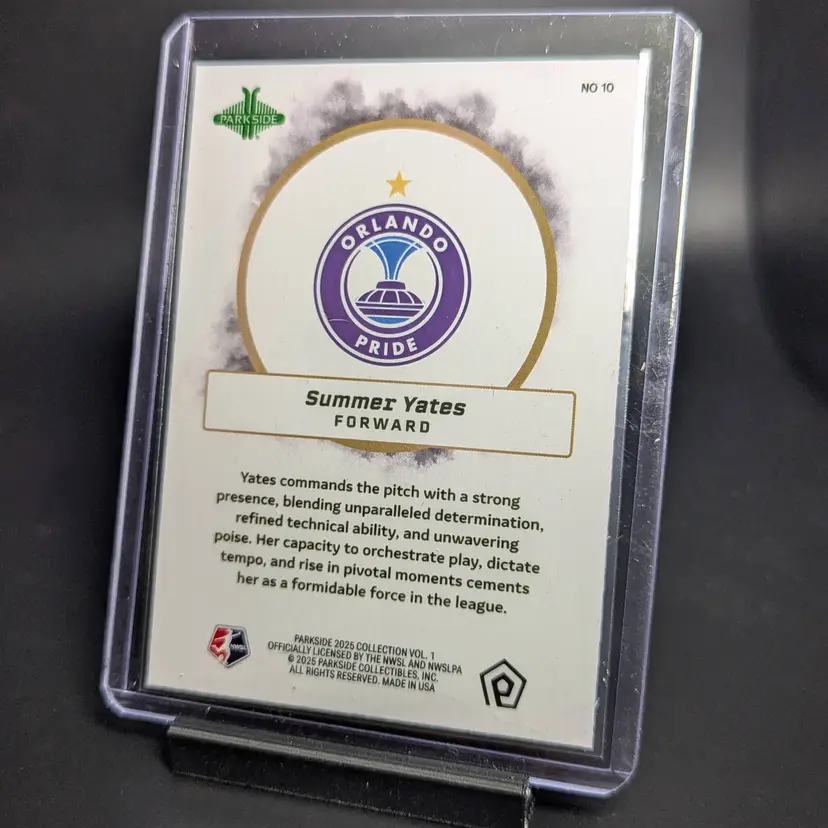 PARKSIDE
NO 10
ORLANDO
PRIDE
Summer Yates
FORWARD
Yates commands the pitch with a strong
presence, blending unparalleled determination,
refined technical ability, and unwavering
poise. Her capacity to orchestrate play, dictate
tempo, and rise in pivotal moments cements
her as a formidable force in the league.
NWSL
PARKSIDE 2025 COLLECTION VOL. 1
OFFICIALLY LICENSED BY THE NWSL AND NWSLPA
© 2025 PARKSIDE COLLECTIBLES, INC.
ALL RIGHTS RESERVED. MADE IN USA